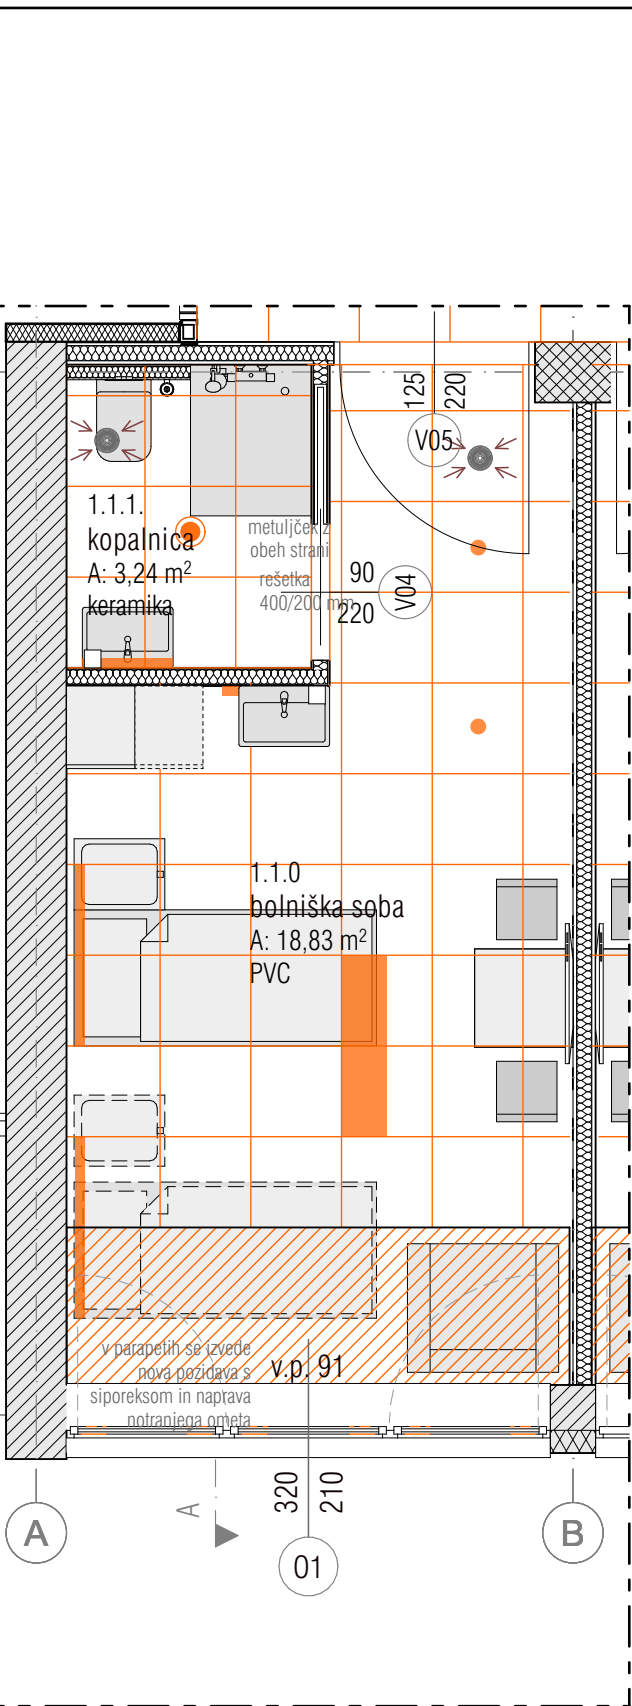 125
220
V05
1.1.1.
kopalnica
A: 3,24 m²
keramika
metuljček z
obeh strani
rešetka
400/200 mm
90
220
V04
1.1.0
bolniška soba
A: 18,83 m²
PVC
v parapetih se izvede
nova pozidava s
siporeksom in naprava
notranjega ometa
v.p. 91
320
210
A
A
B
01